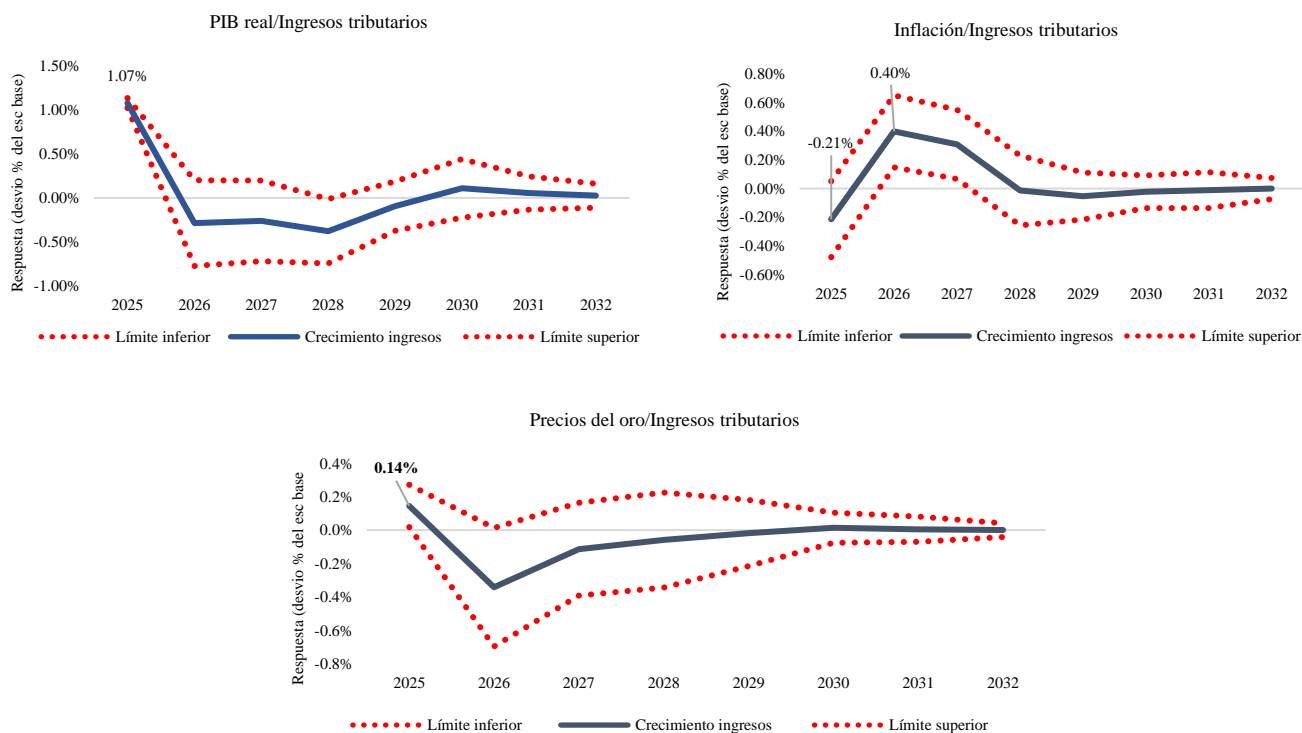 PIB real/Ingresos tributarios
Respuesta (desvio % del esc base)
1.50%
1.00%
0.50%
0.00%
-0.50%
-1.00%
1.07%
2025 2026 2027 2028 2029 2030 2031 2032
Límite inferior Crecimiento ingresos Límite superior
Inflación/Ingresos tributarios
Respuesta (desvio % del esc base)
0.80%
0.60%
0.40%
0.20%
0.00%
-0.20%
-0.40%
-0.60%
-0.21%
0.40%
2025 2026 2027 2028 2029 2030 2031 2032
Límite inferior Crecimiento ingresos Límite superior
Precios del oro/Ingresos tributarios
Respuesta (desvio % del esc base
0.4%
0.2%
0.0%
-0.2%
-0.4%
-0.6%
-0.8%
0.14%
2025 2026 2027 2028 2029 2030 2031 2032
Límite inferior Crecimiento ingresos Límite superior